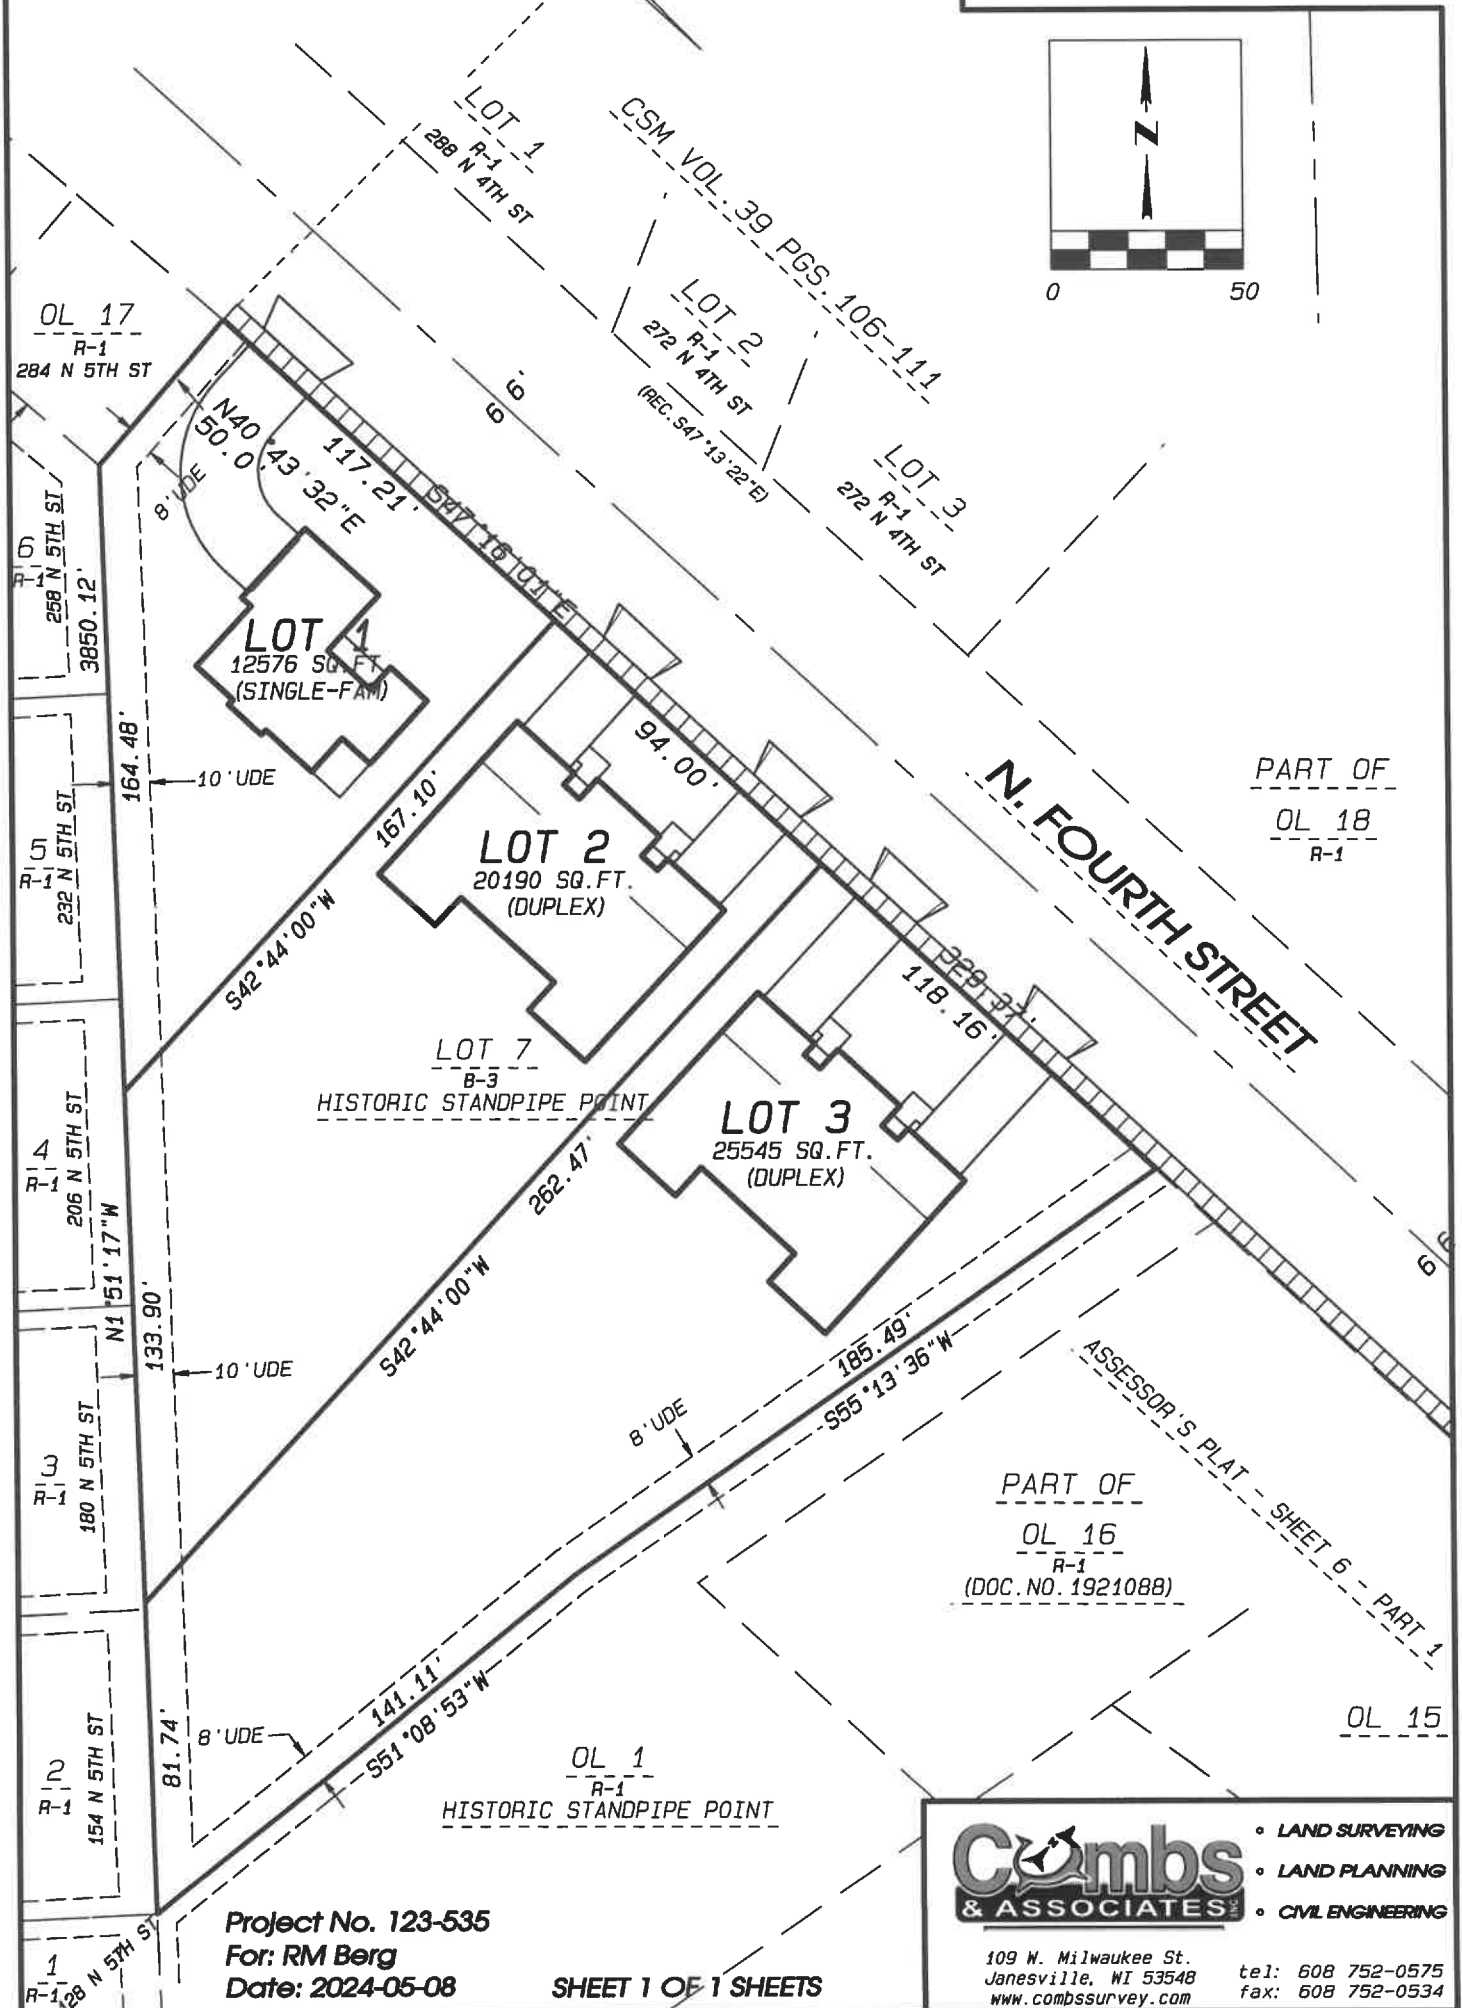 LOT 1
R-1
288 N 4TH ST
CSM VOL. 39 PGS. 106-111
0 50
N
LOT 2
R-1
272 N 4TH ST
(REC. S47°13'22"E)
LOT 3
R-1
272 N 4TH ST
66'
OL 17
R-1
284 N 5TH ST
N40°43'32"E
50.0'
8'UDE
117.21'
S47°16'01"E
6
R-1
258 N 5TH ST
3850.12'
LOT 1
12576 SQ.FT.
(SINGLE-FAM)
164.48'
10'UDE
5
R-1
232 N 5TH ST
167.10'
S42°44'00"W
94.00'
LOT 2
20190 SQ.FT.
(DUPLEX)
N. FOURTH STREET
PART OF
OL 18
R-1
329.37'
118.16'
LOT 7
B-3
HISTORIC STANDPIPE POINT
LOT 3
25545 SQ.FT.
(DUPLEX)
4
R-1
206 N 5TH ST
N1°51'17"W
133.90'
10'UDE
262.47'
S42°44'00"W
66
185.49'
S55°13'36"W
8'UDE
3
R-1
180 N 5TH ST
ASSESSOR'S PLAT - SHEET 6 - PART 1
PART OF
OL 16
R-1
(DOC.NO.1921088)
OL 15
141.11'
S51°08'53"W
8'UDE
81.74'
2
R-1
154 N 5TH ST
OL 1
R-1
HISTORIC STANDPIPE POINT
1
R-1
128 N 5TH ST
Project No. 123-535
For: RM Berg
Date: 2024-05-08
SHEET 1 OF 1 SHEETS
Combs
& ASSOCIATES INC
° LAND SURVEYING
° LAND PLANNING
° CIVIL ENGINEERING
109 W. Milwaukee St.
Janesville, WI 53548
www.combssurvey.com
tel: 608 752-0575
fax: 608 752-0534